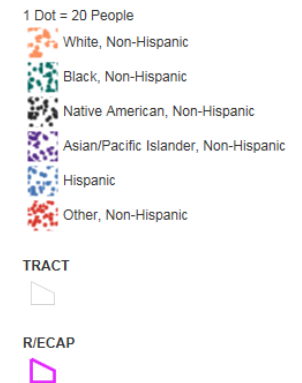 1 Dot = 20 People
White, Non-Hispanic
Black, Non-Hispanic
Native American, Non-Hispanic
Asian/Pacific Islander, Non-Hispanic
Hispanic
Other, Non-Hispanic
TRACT
R/ECAP